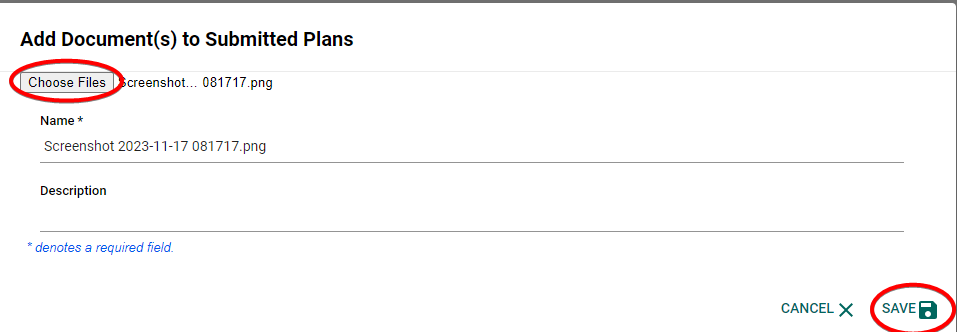 Add Document(s) to Submitted Plans
Choose Files Screenshot... 081717.png
Name *
Screenshot 2023-11-17 081717.png
Description
* denotes a required field.
CANCEL SAVE